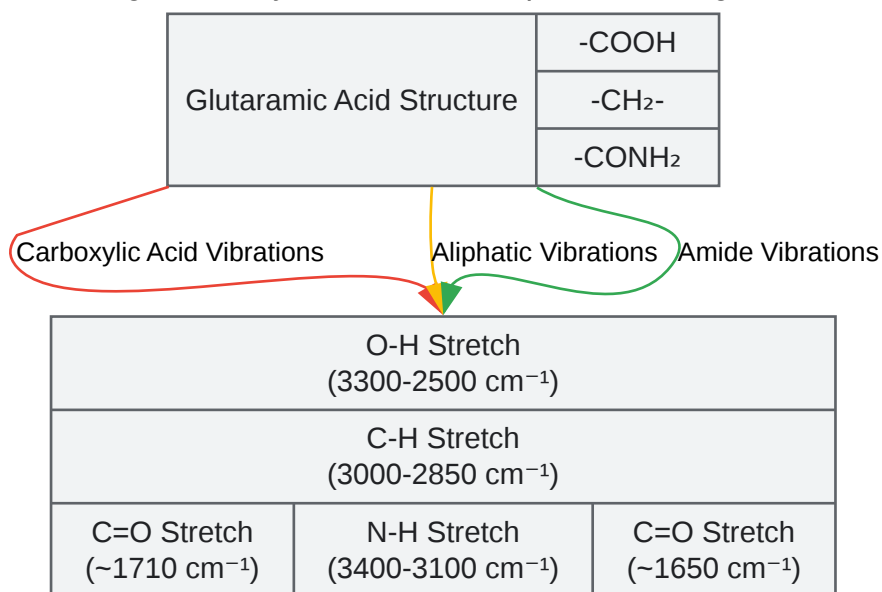 Glutaramic Acid Structure
-COOH
-CH₂-
-CONH₂
Carboxylic Acid Vibrations
Aliphatic Vibrations
Amide Vibrations
O-H Stretch
(3300-2500 cm⁻¹)
C-H Stretch
(3000-2850 cm⁻¹)
C=O Stretch
(~1710 cm⁻¹)
N-H Stretch
(3400-3100 cm⁻¹)
C=O Stretch
(~1650 cm⁻¹)